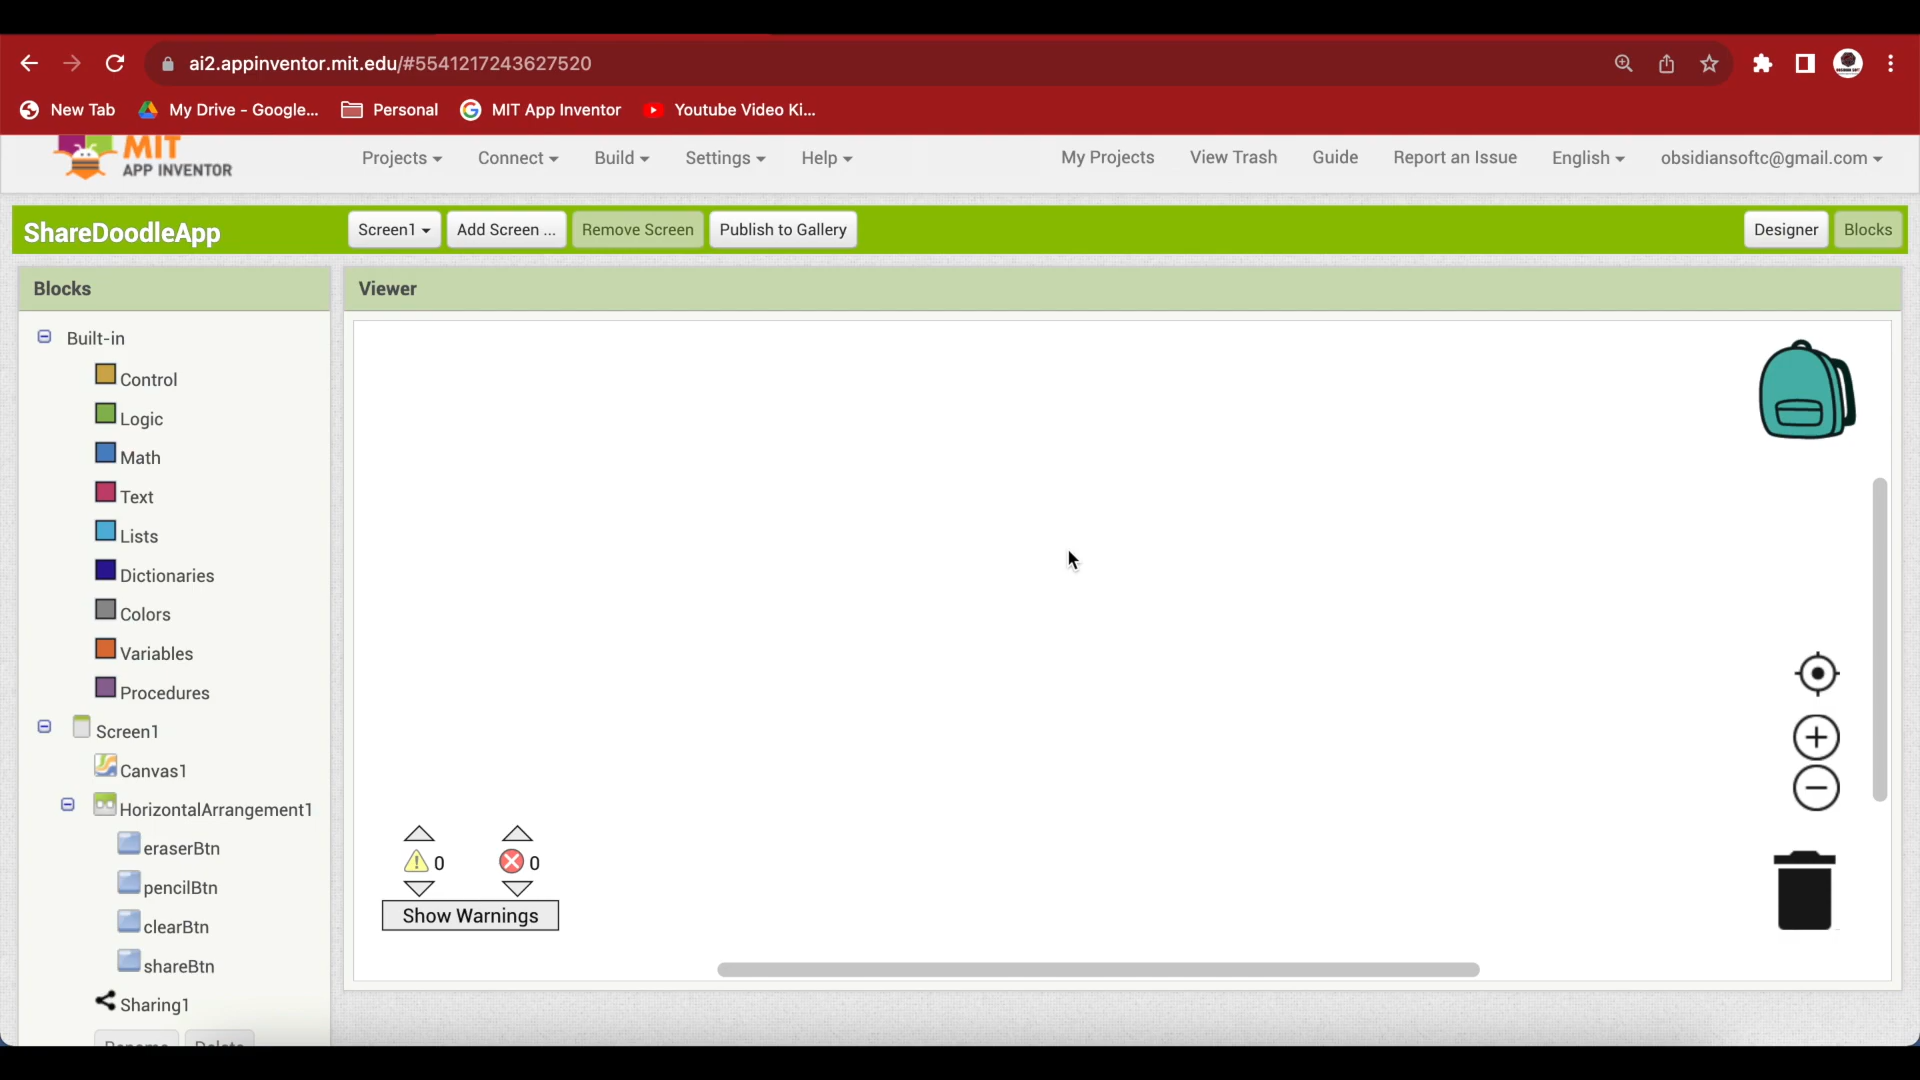 ai2.appinventor.mit.edu/#5541217243627520
New Tab My Drive - Google... Personal MIT App Inventor Youtube Video Ki...
MIT
APP INVENTOR
Projects Connect Build Settings Help My Projects View Trash Guide Report an Issue English obsidiansoftc@gmail.com
ShareDoodleApp Screen1 Add Screen ... Remove Screen Publish to Gallery Designer Blocks
Blocks Viewer
Built-in
Control
Logic
Math
Text
Lists
Dictionaries
Colors
Variables
Procedures
Screen1
Canvas1
HorizontalArrangement1
eraserBtn
0 0
pencilBtn
Show Warnings
clearBtn
shareBtn
Sharing1
Rename Delete